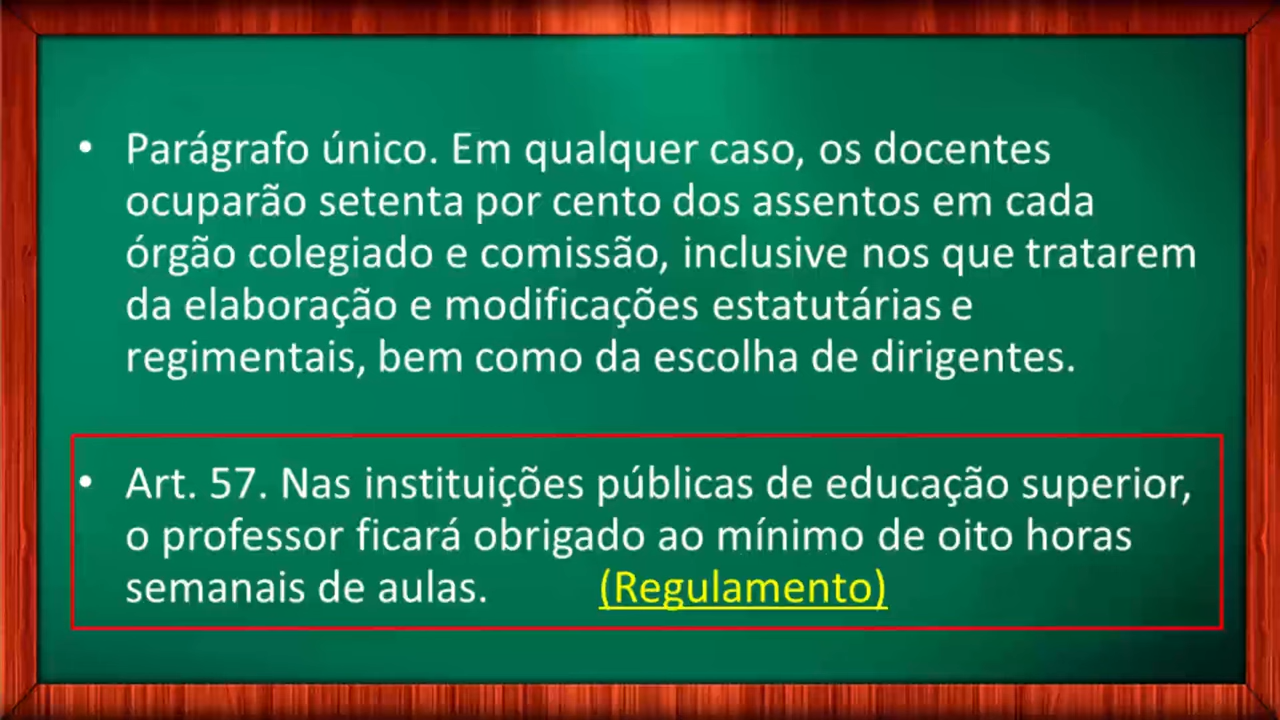 • Parágrafo único. Em qualquer caso, os docentes
ocuparão setenta por cento dos assentos em cada
órgão colegiado e comissão, inclusive nos que tratarem
da elaboração e modificações estatutárias e
regimentais, bem como da escolha de dirigentes.
• Art. 57. Nas instituições públicas de educação superior,
o professor ficará obrigado ao mínimo de oito horas
semanais de aulas. (Regulamento)